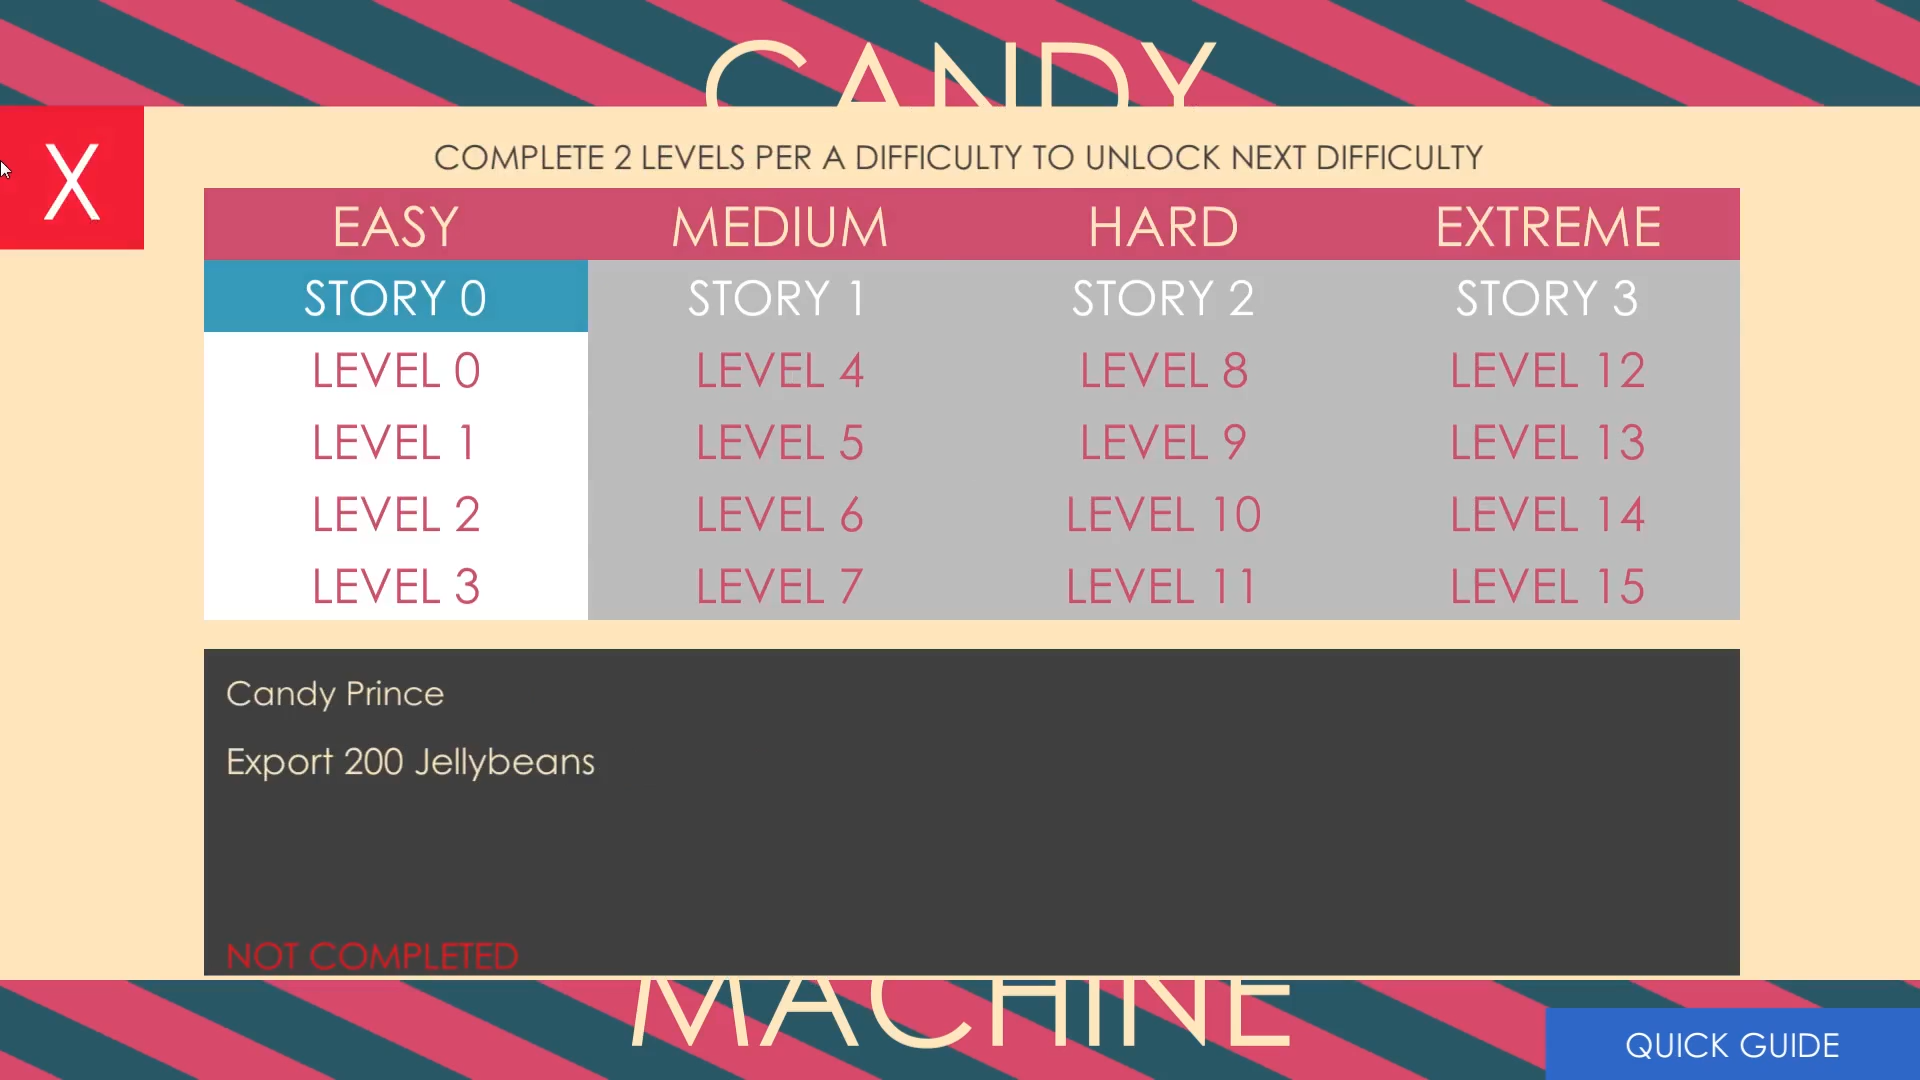 CANDY
X
COMPLETE 2 LEVELS PER A DIFFICULTY TO UNLOCK NEXT DIFFICULTY
EASY MEDIUM HARD EXTREME
STORY 0 STORY 1 STORY 2 STORY 3
LEVEL 0 LEVEL 4 LEVEL 8 LEVEL 12
LEVEL 1 LEVEL 5 LEVEL 9 LEVEL 13
LEVEL 2 LEVEL 6 LEVEL 10 LEVEL 14
LEVEL 3 LEVEL 7 LEVEL 11 LEVEL 15
Candy Prince
Export 200 Jellybeans
NOT COMPLETED
MACHINE
QUICK GUIDE